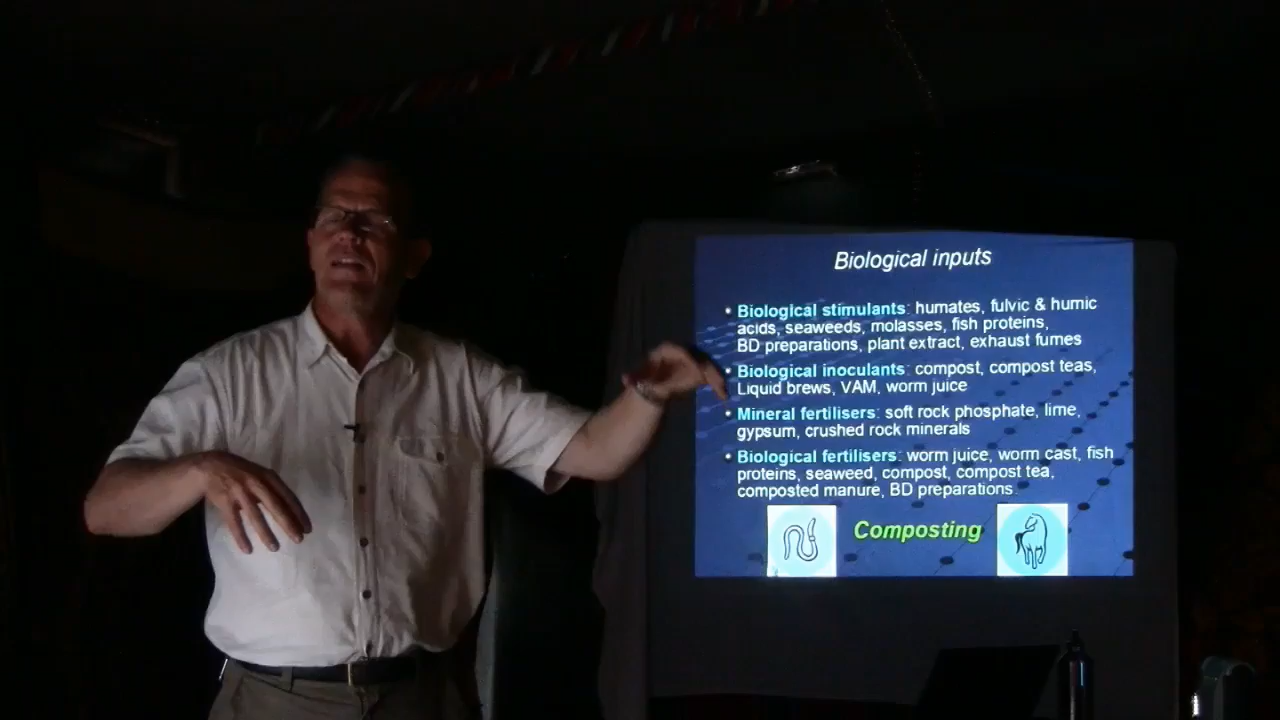 Biological inputs
• Biological stimulants: humates, fulvic & humic
acids, seaweeds, molasses, fish proteins,
BD preparations, plant extract, exhaust fumes
• Biological inoculants: compost, compost teas,
Liquid brews, VAM, worm juice
• Mineral fertilisers: soft rock phosphate, lime,
gypsum, crushed rock minerals
• Biological fertilisers: worm juice, worm cast, fish
proteins, seaweed, compost, compost tea,
composted manure, BD preparations
Composting